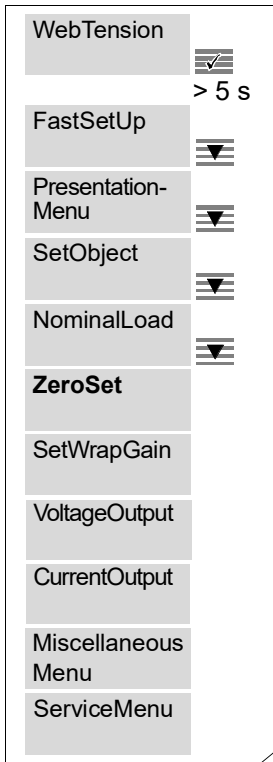 WebTension
> 5 s
FastSetUp
Presentation-
Menu
SetObject
NominalLoad
ZeroSet
SetWrapGain
VoltageOutput
CurrentOutput
Miscellaneous
Menu
ServiceMenu